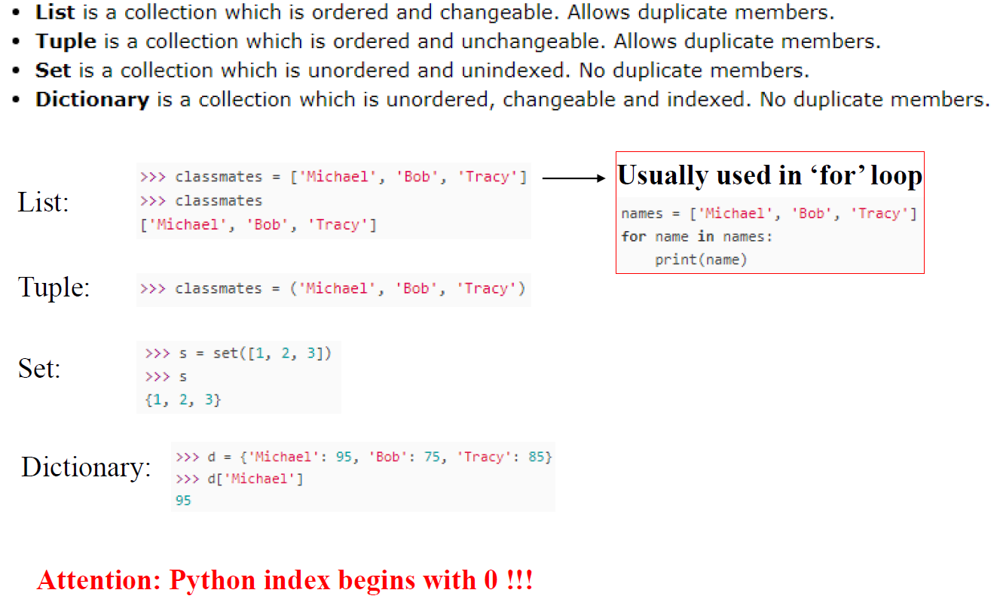 • List is a collection which is ordered and changeable. Allows duplicate members.
• Tuple is a collection which is ordered and unchangeable. Allows duplicate members.
• Set is a collection which is unordered and unindexed. No duplicate members.
• Dictionary is a collection which is unordered, changeable and indexed. No duplicate members.
List:
>>> classmates = ['Michael', 'Bob', 'Tracy']
>>> classmates
['Michael', 'Bob', 'Tracy']
Usually used in ‘for’ loop
names = ['Michael', 'Bob', 'Tracy']
for name in names:
    print(name)
Tuple:
>>> classmates = ('Michael', 'Bob', 'Tracy')
Set:
>>> s = set([1, 2, 3])
>>> s
{1, 2, 3}
Dictionary:
>>> d = {'Michael': 95, 'Bob': 75, 'Tracy': 85}
>>> d['Michael']
95
Attention: Python index begins with 0 !!!